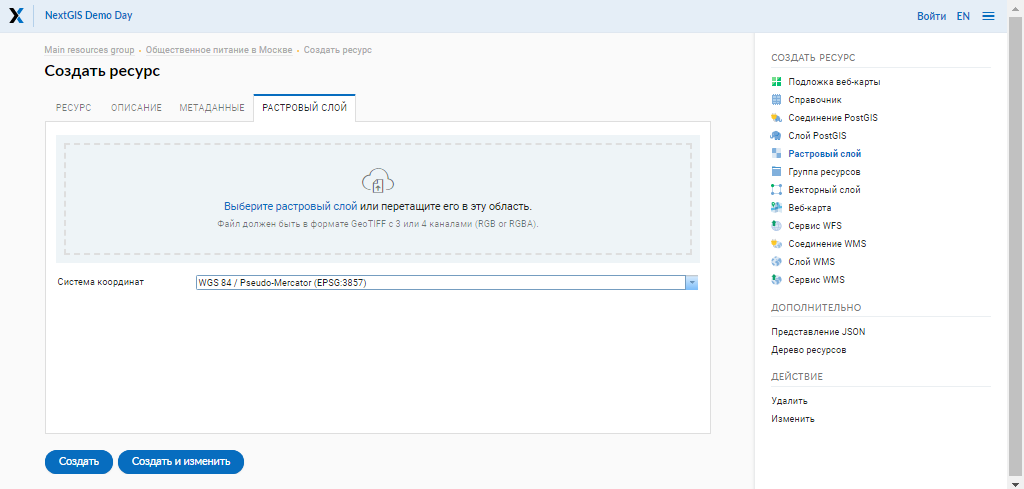 NextGIS Demo Day
Войти EN
Main resources group • Общественное питание в Москве • Создать ресурс
Создать ресурс
РЕСУРС ОПИСАНИЕ МЕТАДАННЫЕ РАСТРОВЫЙ СЛОЙ
Выберите растровый слой или перетащите его в эту область.
Файл должен быть в формате GeoTIFF с 3 или 4 каналами (RGB or RGBA).
Система координат WGS 84 / Pseudo-Mercator (EPSG:3857)
Создать Создать и изменить
СОЗДАТЬ РЕСУРС
Подложка веб-карты
Справочник
Соединение PostGIS
Слой PostGIS
Растровый слой
Группа ресурсов
Векторный слой
Веб-карта
Сервис WFS
Соединение WMS
Слой WMS
Сервис WMS
ДОПОЛНИТЕЛЬНО
Представление JSON
Дерево ресурсов
ДЕЙСТВИЕ
Удалить
Изменить